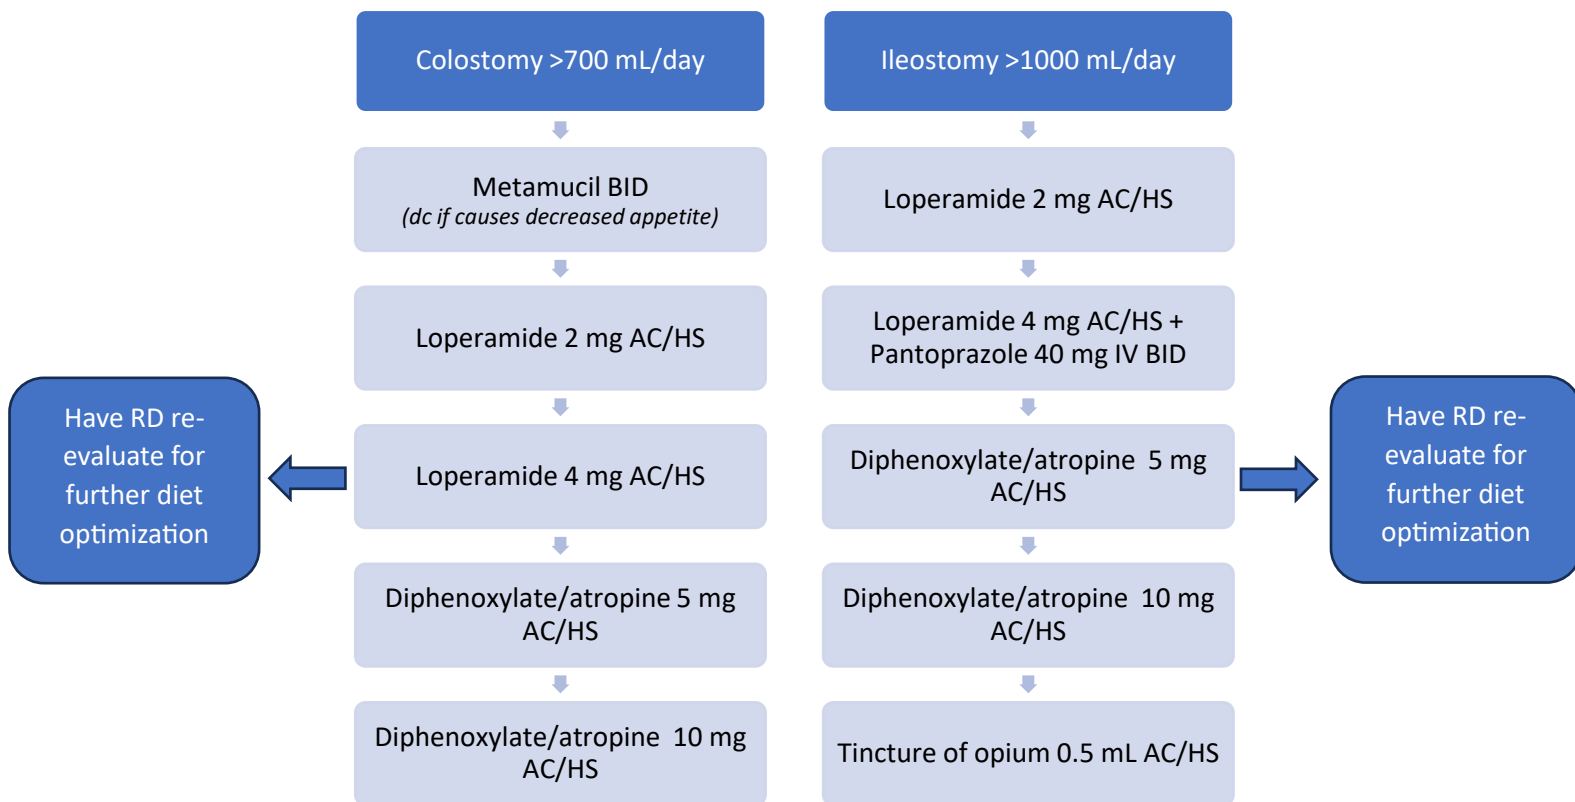 Colostomy >700 mL/day
Metamucil BID
(dc if causes decreased appetite)
Loperamide 2 mg AC/HS
Loperamide 4 mg AC/HS
Have RD re-
evaluate for
further diet
optimization
Diphenoxylate/atropine 5 mg
AC/HS
Diphenoxylate/atropine  10 mg
AC/HS
Ileostomy >1000 mL/day
Loperamide 2 mg AC/HS
Loperamide 4 mg AC/HS +
Pantoprazole 40 mg IV BID
Diphenoxylate/atropine  5 mg
AC/HS
Have RD re-
evaluate for
further diet
optimization
Diphenoxylate/atropine  10 mg
AC/HS
Tincture of opium 0.5 mL AC/HS